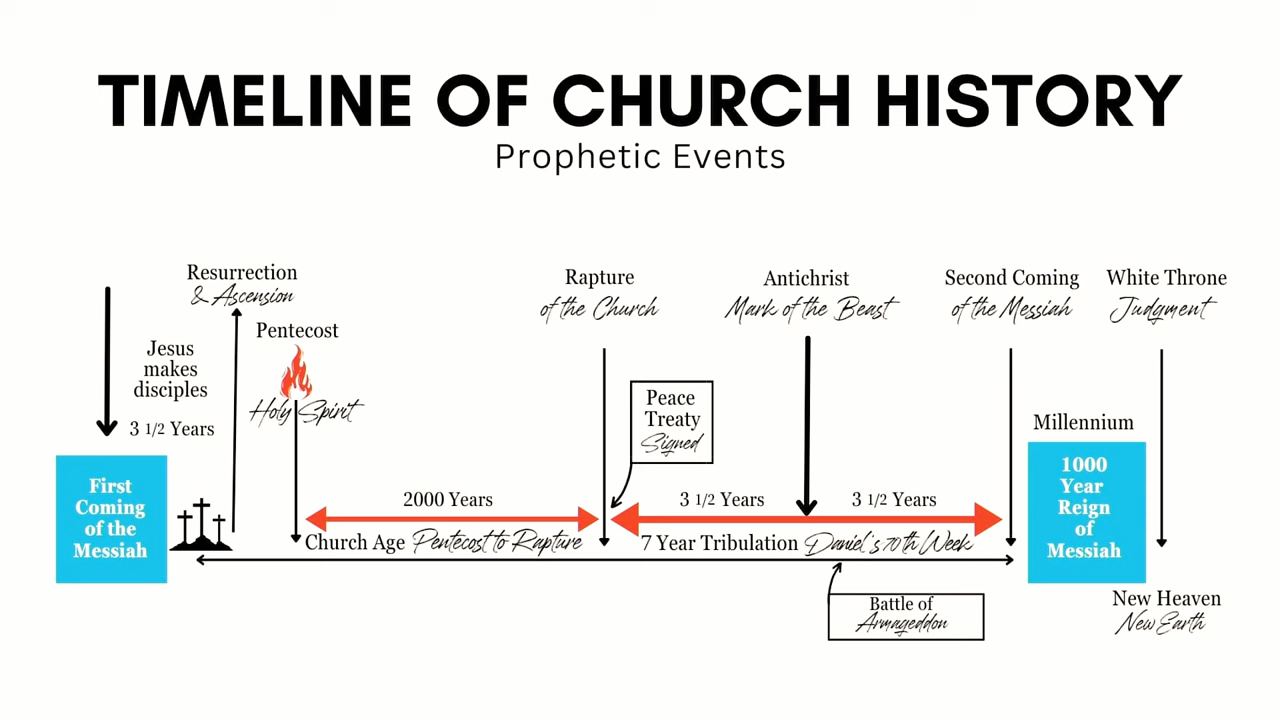 TIMELINE OF CHURCH HISTORY
Prophetic Events
Resurrection
& Ascension
Jesus
makes
disciples
3 1/2 Years
Pentecost
Holy Spirit
First
Coming
of the
Messiah
2000 Years
Church Age Pentecost to Rapture
Rapture
of the Church
Peace
Treaty
Signed
Antichrist
Mark of the Beast
3 1/2 Years
3 1/2 Years
7 Year Tribulation Daniel's 70th Week
Battle of
Armageddon
Second Coming
of the Messiah
Millennium
1000
Year
Reign
of
Messiah
White Throne
Judgment
New Heaven
New Earth